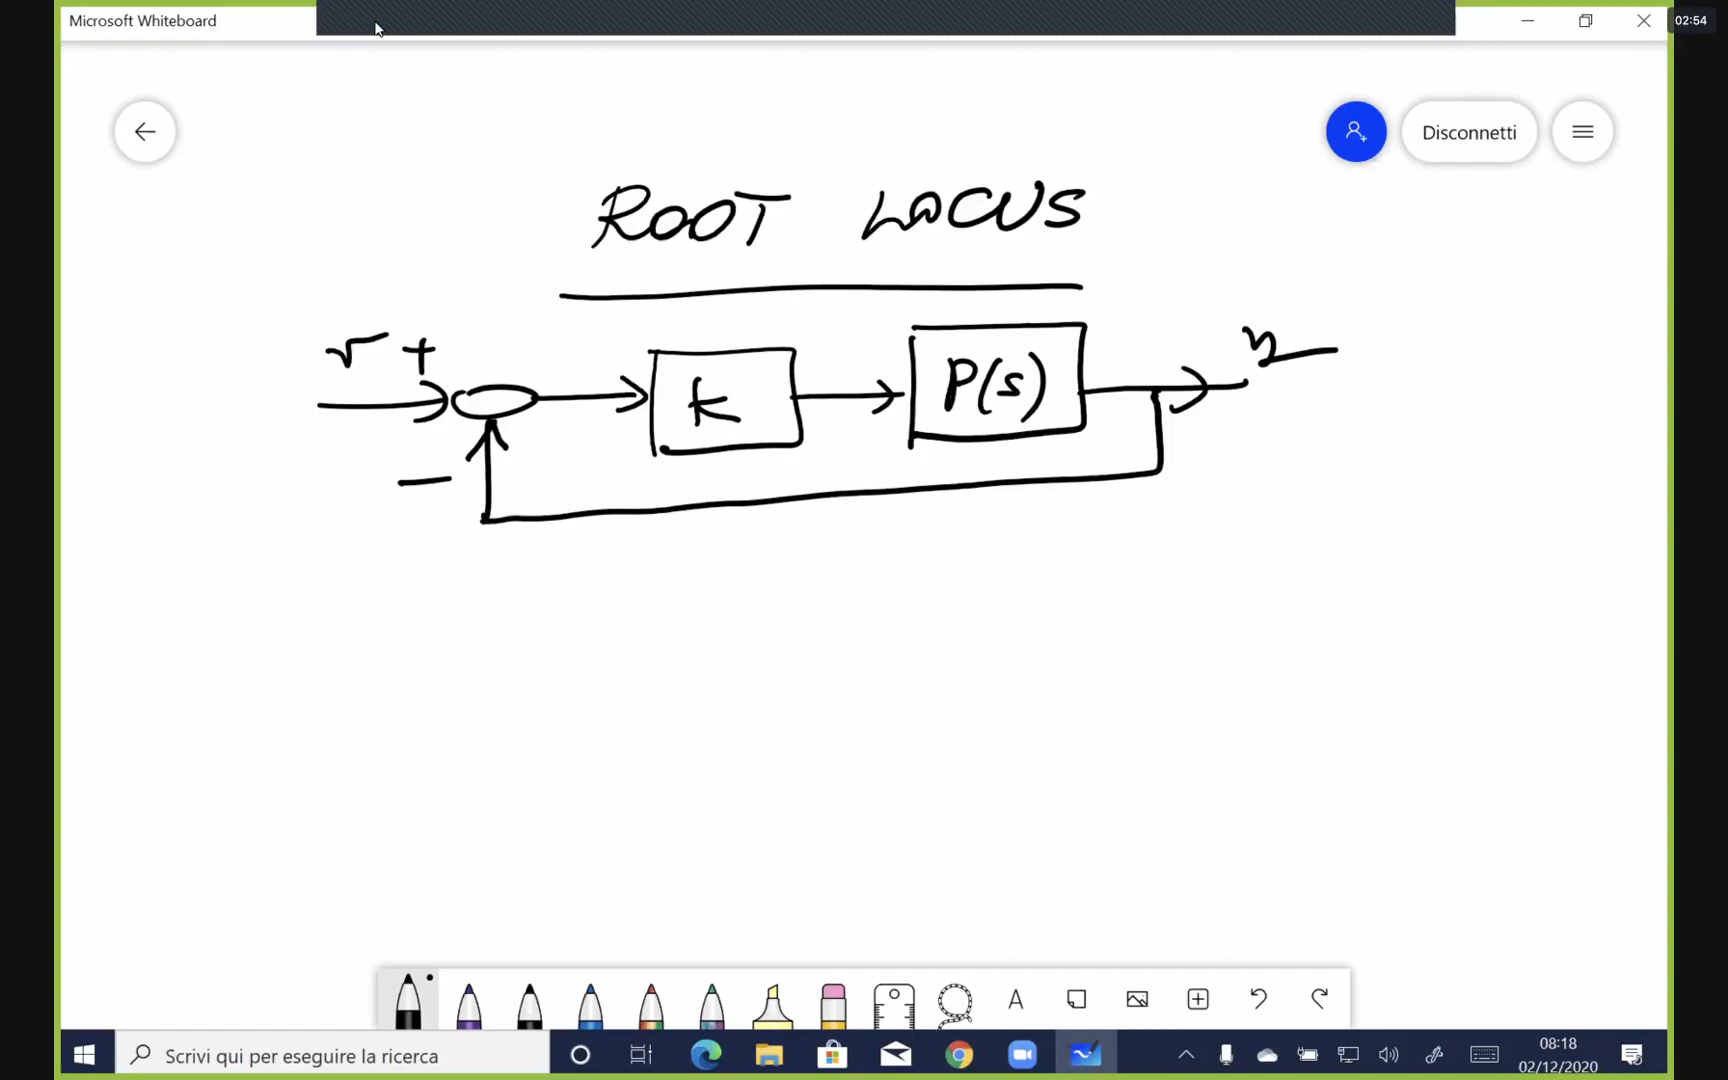 Microsoft Whiteboard
02:54
Disconnetti
ROOT LOCUS
r +
K
P(s)
y
−
A
Scrivi qui per eseguire la ricerca
08:18
02/12/2020